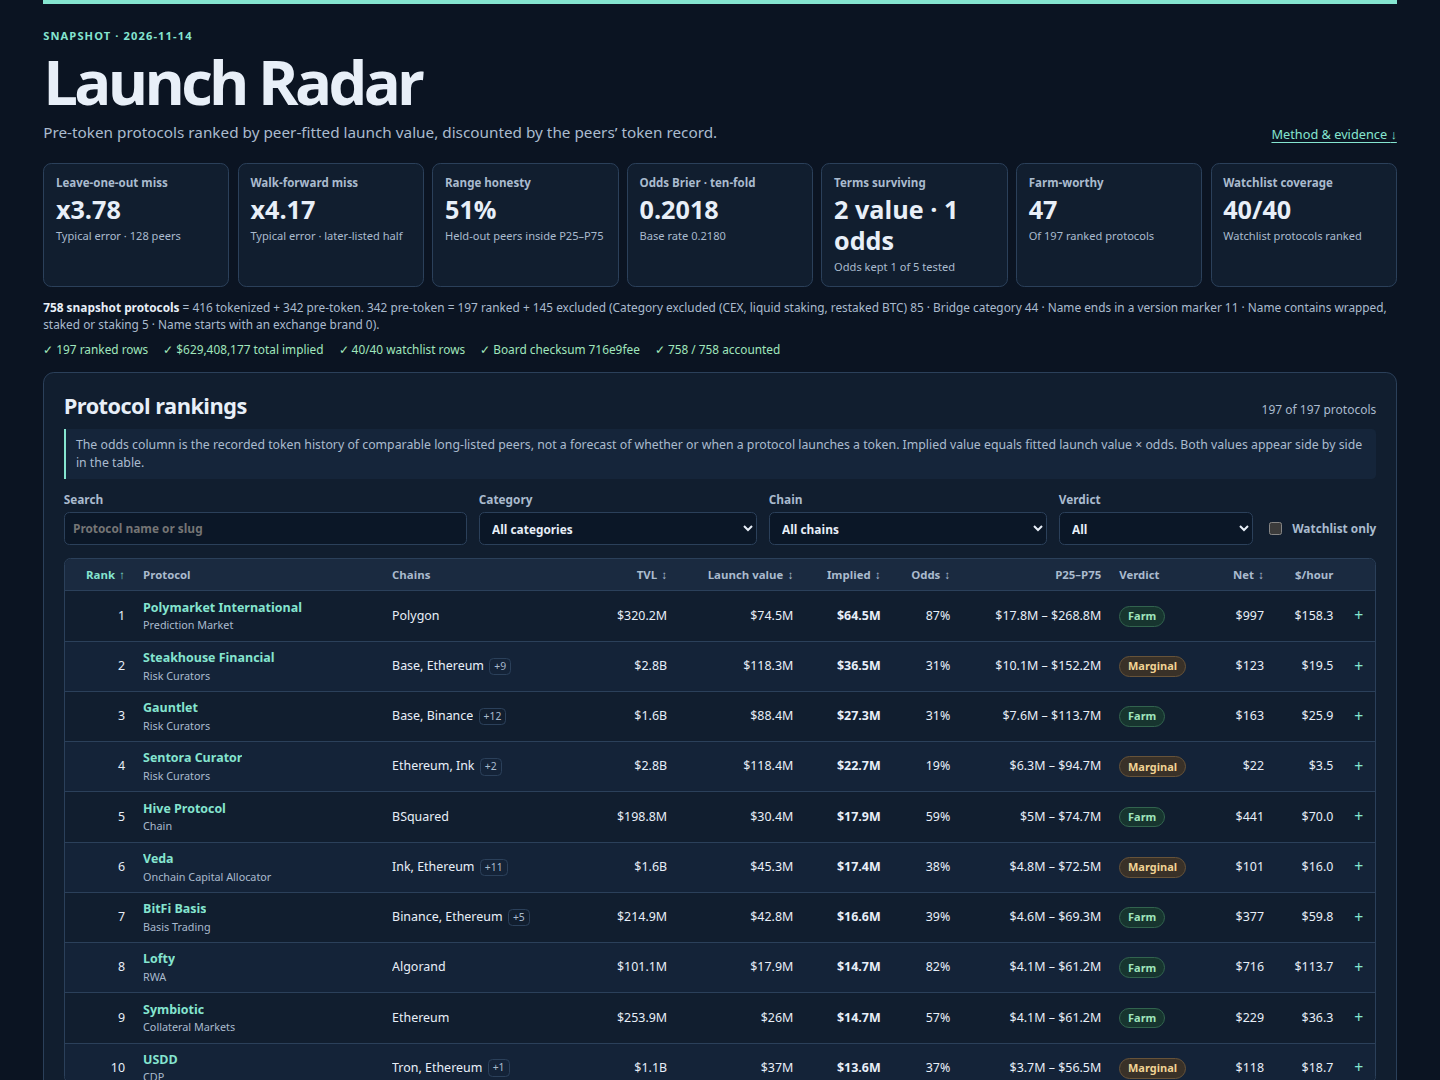 SNAPSHOT · 2026-11-14
Launch Radar
Pre-token protocols ranked by peer-fitted launch value, discounted by the peers’ token record.
Method & evidence ↓
Leave-one-out miss
x3.78
Typical error · 128 peers
Walk-forward miss
x4.17
Typical error · later-listed half
Range honesty
51%
Held-out peers inside P25–P75
Odds Brier · ten-fold
0.2018
Base rate 0.2180
Terms surviving
2 value · 1
odds
Odds kept 1 of 5 tested
Farm-worthy
47
Of 197 ranked protocols
Watchlist coverage
40/40
Watchlist protocols ranked
758 snapshot protocols = 416 tokenized + 342 pre-token. 342 pre-token = 197 ranked + 145 excluded (Category excluded (CEX, liquid staking, restaked BTC) 85 · Bridge category 44 · Name ends in a version marker 11 · Name contains wrapped,
staked or staking 5 · Name starts with an exchange brand 0).
✓ 197 ranked rows ✓ $629,408,177 total implied ✓ 40/40 watchlist rows ✓ Board checksum 716e9fee ✓ 758 / 758 accounted
Protocol rankings
197 of 197 protocols
The odds column is the recorded token history of comparable long-listed peers, not a forecast of whether or when a protocol launches a token. Implied value equals fitted launch value × odds. Both values appear side by side
in the table.
Search Category Chain Verdict
Protocol name or slug All categories All chains All Watchlist only
Rank ↑ Protocol Chains TVL ↕ Launch value ↕ Implied ↕ Odds ↕ P25–P75 Verdict Net ↕ $/hour
1 Polymarket International Polygon $320.2M $74.5M $64.5M 87% $17.8M – $268.8M Farm $997 $158.3 +
Prediction Market
2 Steakhouse Financial Base, Ethereum +9 $2.8B $118.3M $36.5M 31% $10.1M – $152.2M Marginal $123 $19.5 +
Risk Curators
3 Gauntlet Base, Binance +12 $1.6B $88.4M $27.3M 31% $7.6M – $113.7M Farm $163 $25.9 +
Risk Curators
4 Sentora Curator Ethereum, Ink +2 $2.8B $118.4M $22.7M 19% $6.3M – $94.7M Marginal $22 $3.5 +
Risk Curators
5 Hive Protocol BSquared $198.8M $30.4M $17.9M 59% $5M – $74.7M Farm $441 $70.0 +
Chain
6 Veda Ink, Ethereum +11 $1.6B $45.3M $17.4M 38% $4.8M – $72.5M Marginal $101 $16.0 +
Onchain Capital Allocator
7 BitFi Basis Binance, Ethereum +5 $214.9M $42.8M $16.6M 39% $4.6M – $69.3M Farm $377 $59.8 +
Basis Trading
8 Lofty Algorand $101.1M $17.9M $14.7M 82% $4.1M – $61.2M Farm $716 $113.7 +
RWA
9 Symbiotic Ethereum $253.9M $26M $14.7M 57% $4.1M – $61.2M Farm $229 $36.3 +
Collateral Markets
10 USDD Tron, Ethereum +1 $1.1B $37M $13.6M 37% $3.7M – $56.5M Marginal $118 $18.7 +
CDP